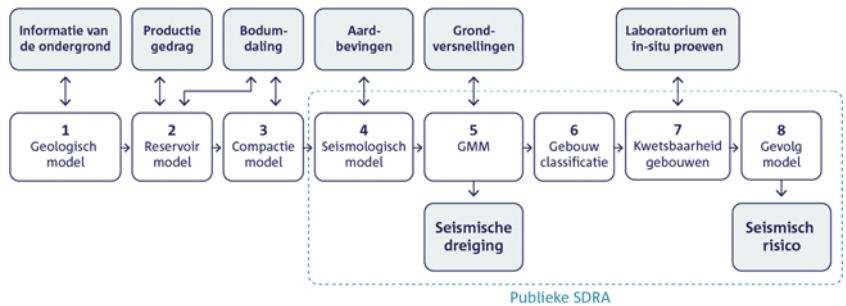 Informatie van
de ondergrond
Productie
gedrag
Bodum-
daling
Aard-
bevingen
Grond-
versnellingen
Laboratorium en
in-situ proeven
1
Geologisch
model
2
Reservoir
model
3
Compactie
model
4
Seismologisch
model
5
GMM
6
Gebouw
classificatie
7
Kwetsbaarheid
gebouwen
8
Gevolg
model
Seismische
dreiging
Seismisch
risico
Publieke SDRA